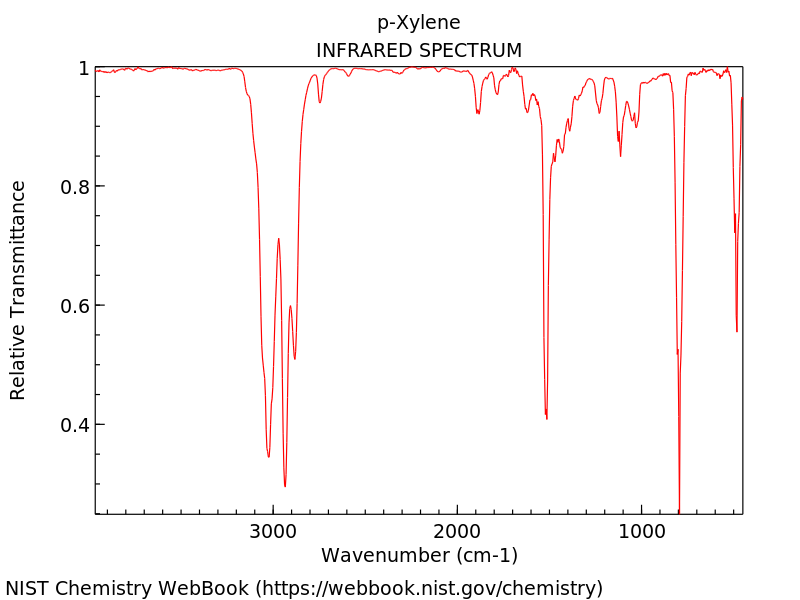 p-Xylene
INFRARED SPECTRUM
1
0.8
0.6
0.4
Relative Transmittance
3000 2000 1000
Wavenumber (cm-1)
NIST Chemistry WebBook (https://webbook.nist.gov/chemistry)